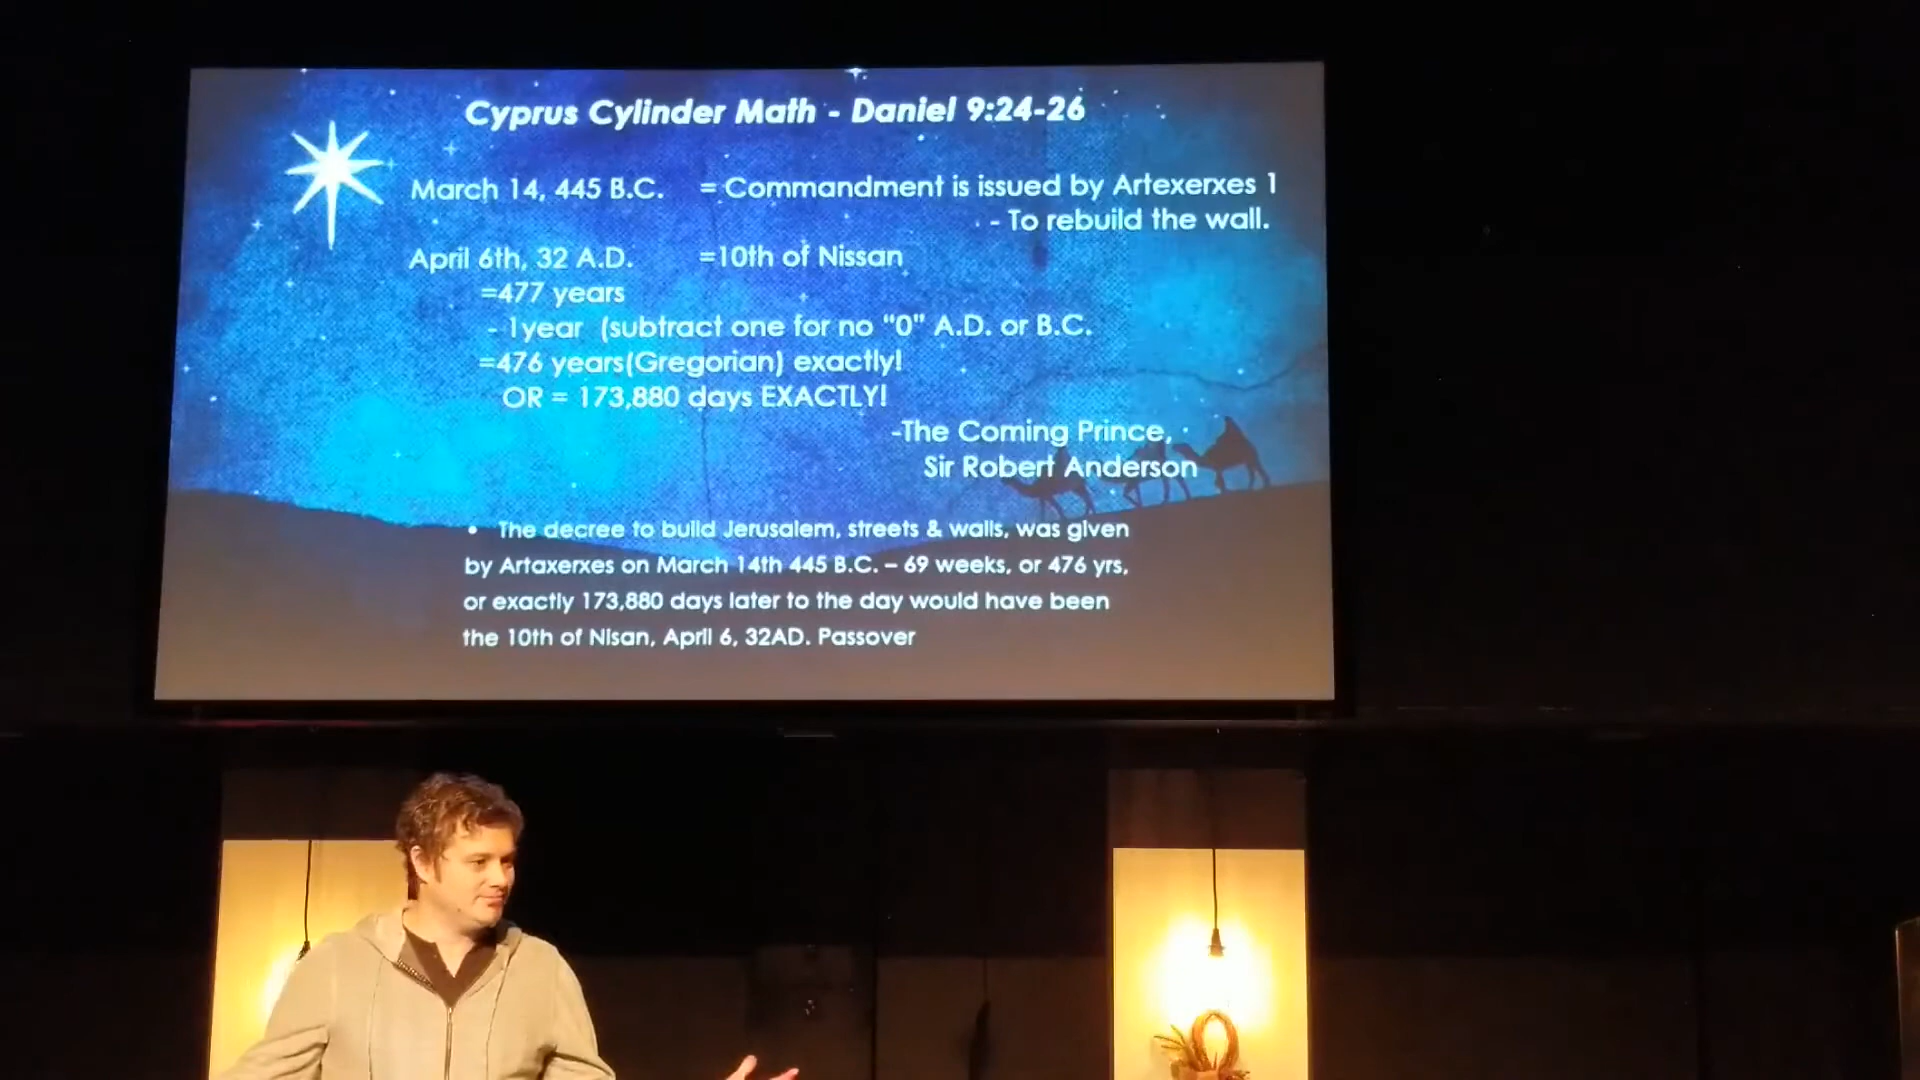 Cyprus Cylinder Math - Daniel 9:24-26
March 14, 445 B.C. = Commandment is issued by Artexerxes 1
- To rebuild the wall.
April 6th, 32 A.D. =10th of Nissan
=477 years
- 1year (subtract one for no "0" A.D. or B.C.
=476 years(Gregorian) exactly!
OR = 173,880 days EXACTLY!
-The Coming Prince,
Sir Robert Anderson
• The decree to build Jerusalem, streets & walls, was given
by Artaxerxes on March 14th 445 B.C. – 69 weeks, or 476 yrs,
or exactly 173,880 days later to the day would have been
the 10th of Nisan, April 6, 32AD. Passover